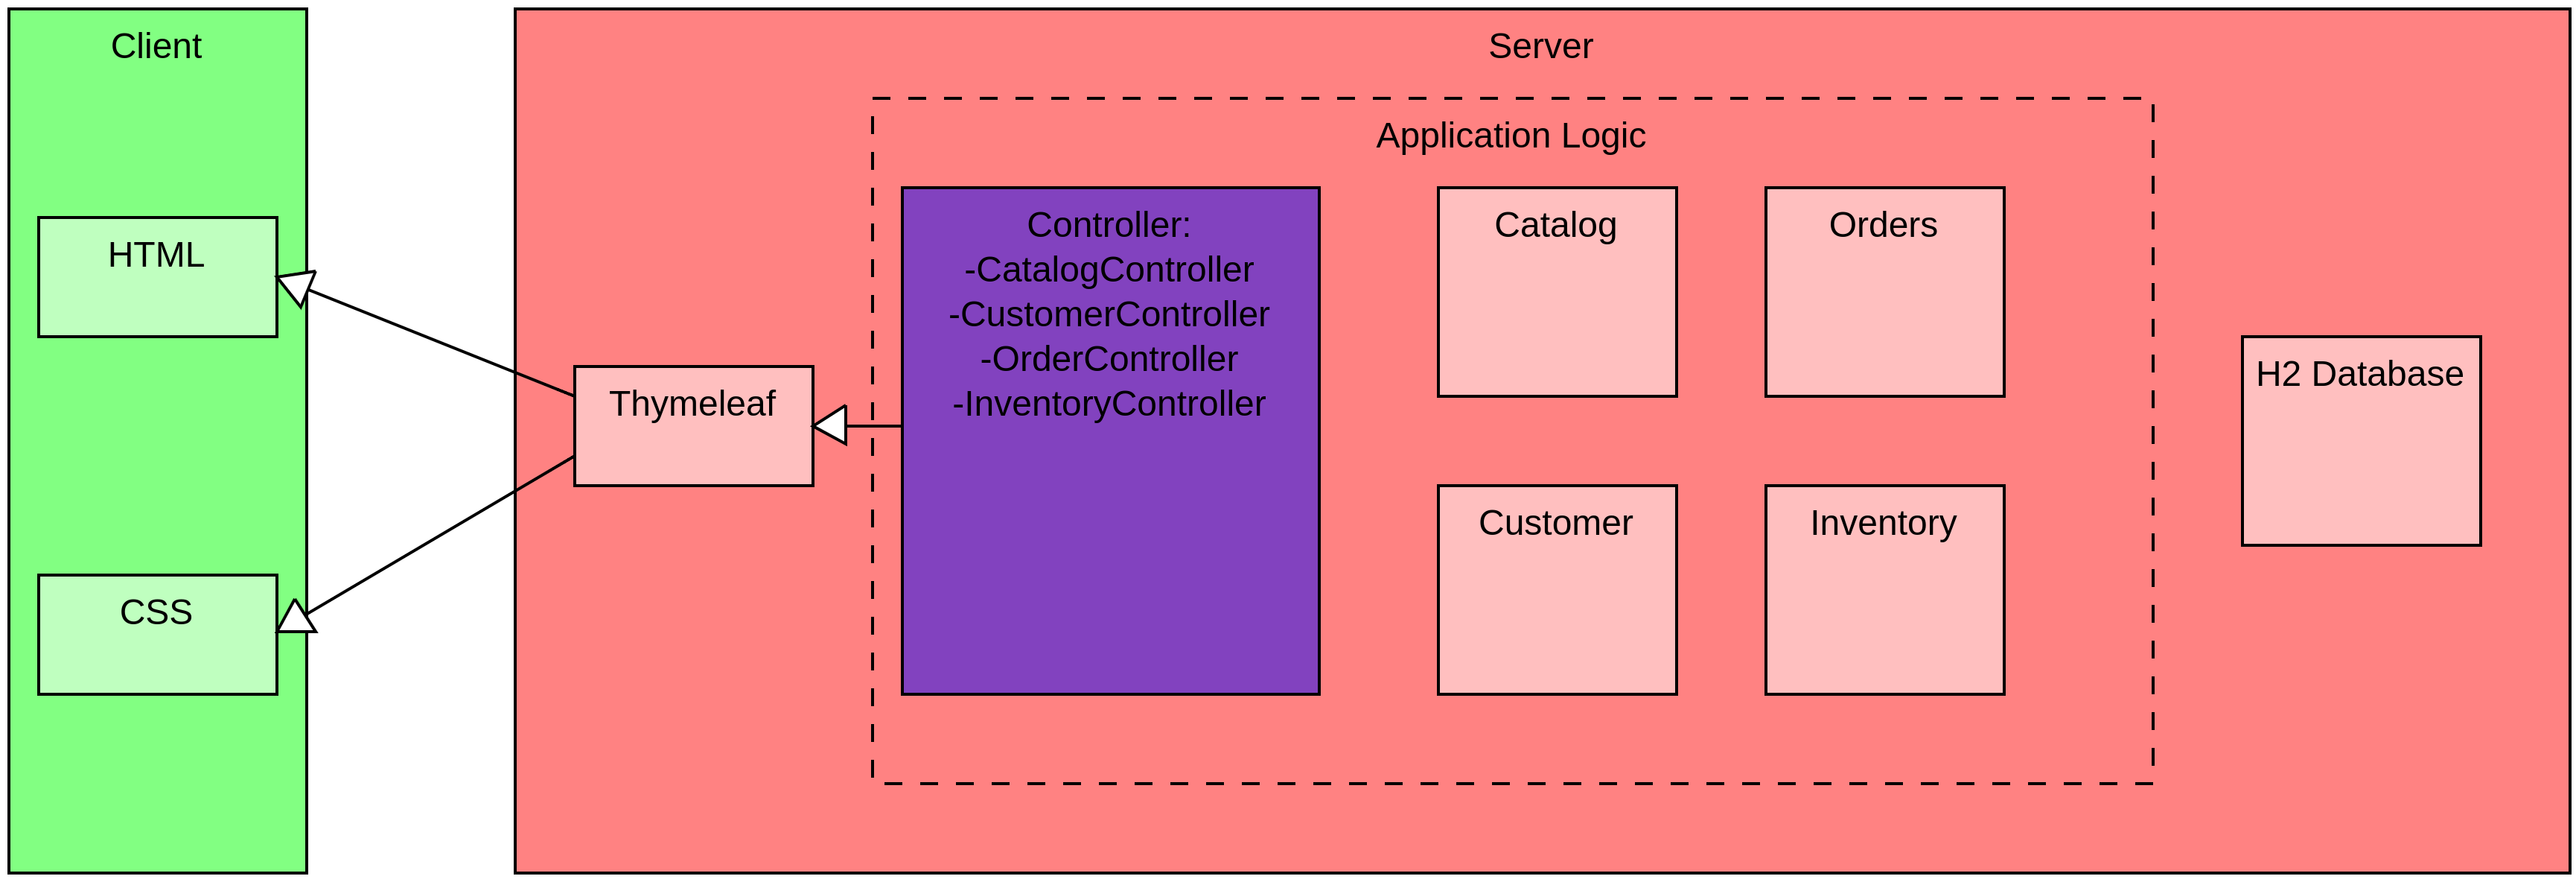 Client
HTML
CSS
Server
Thymeleaf
Application Logic
Controller:
-CatalogController
-CustomerController
-OrderController
-InventoryController
Catalog
Orders
Customer
Inventory
H2 Database